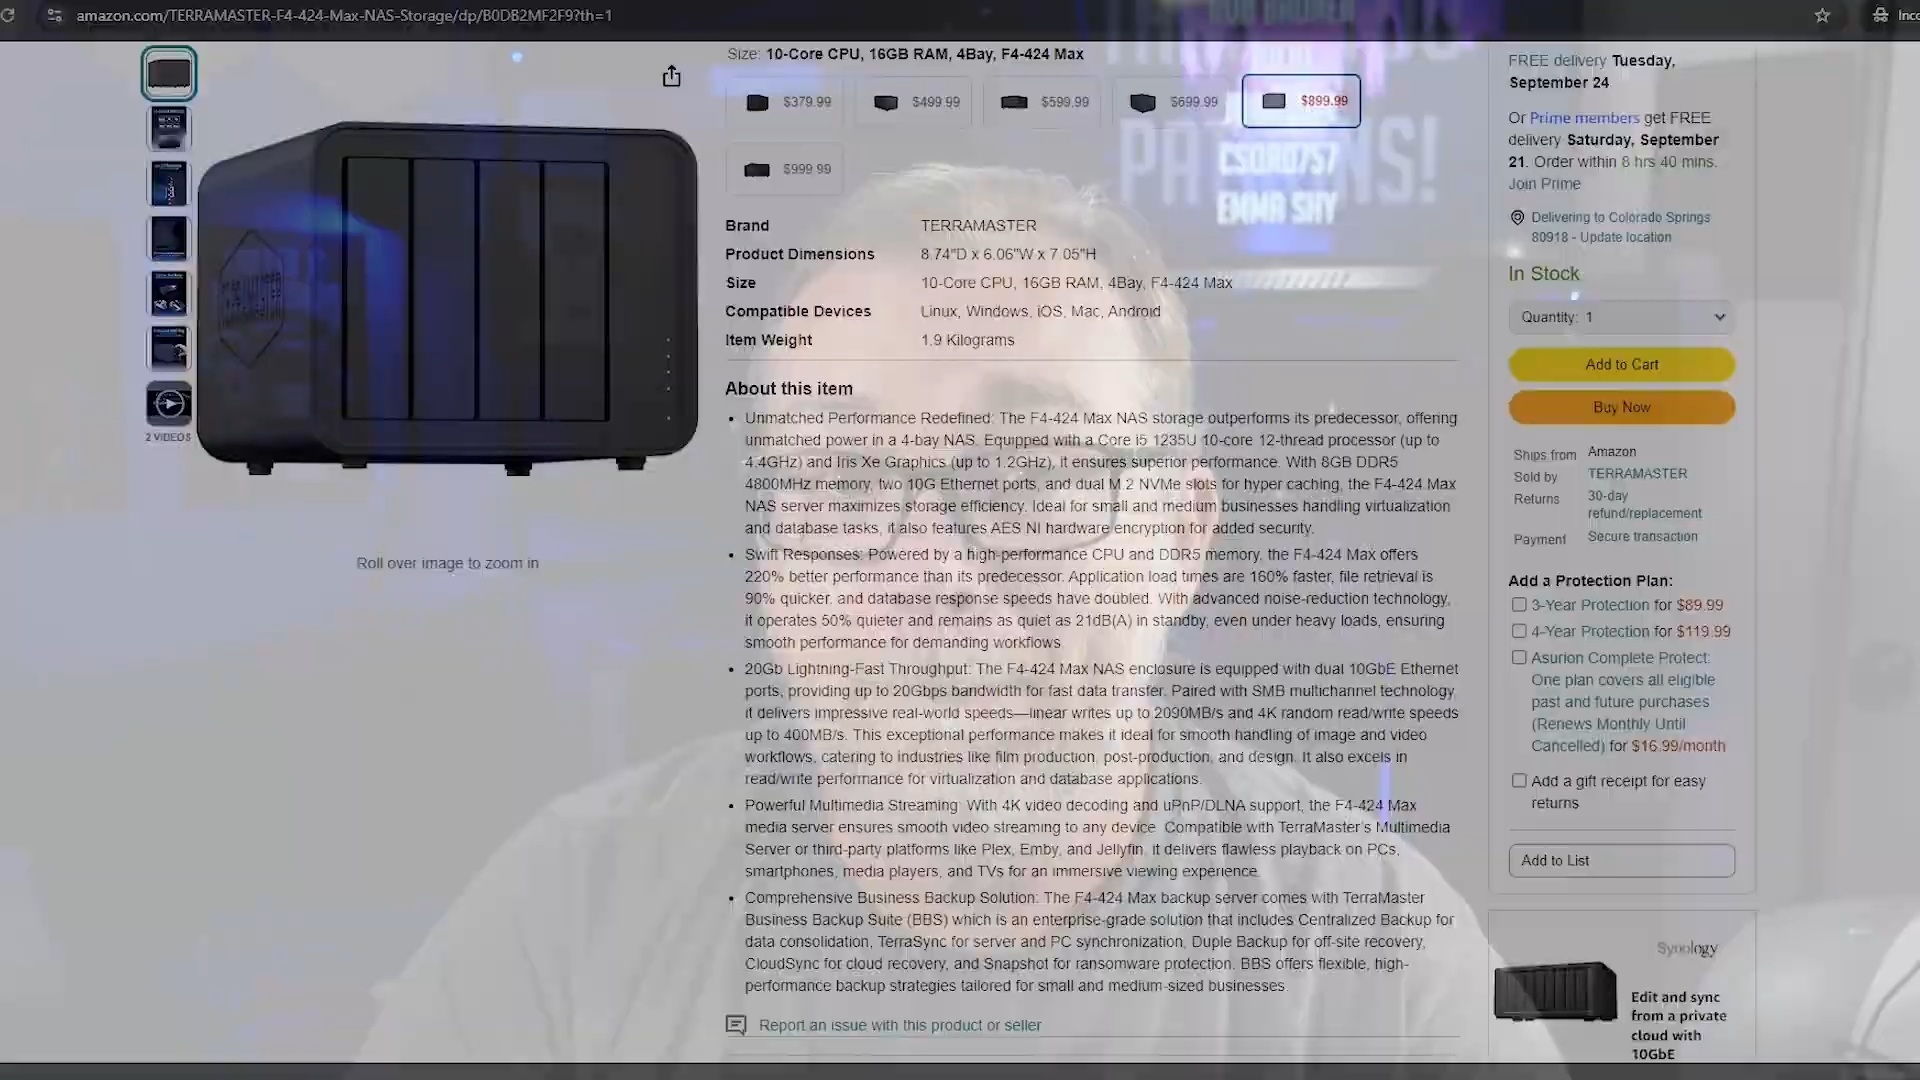 amazon.com/TERRAMASTER-F4-424-Max-NAS-Storage/dp/B0DB2MF2F9?th=1
2 VIDEOS
Roll over image to zoom in
Size: 10-Core CPU, 16GB RAM, 4Bay, F4-424 Max
$379.99
$499.99
$599.99
$699.99
$899.99
$999.99
CSORD757
EMMA SHY
Brand TERRAMASTER
Product Dimensions 8.74"D x 6.06"W x 7.05"H
Size 10-Core CPU, 16GB RAM, 4Bay, F4-424 Max
Compatible Devices Linux, Windows, iOS, Mac, Android
Item Weight 1.9 Kilograms
About this item
• Unmatched Performance Redefined: The F4-424 Max NAS storage outperforms its predecessor, offering
unmatched power in a 4-bay NAS. Equipped with a Core i5 1235U 10-core 12-thread processor (up to
4.4GHz) and Iris Xe Graphics (up to 1.2GHz), it ensures superior performance. With 8GB DDR5
4800MHz memory, two 10G Ethernet ports, and dual M.2 NVMe slots for hyper caching, the F4-424 Max
NAS server maximizes storage efficiency. Ideal for small and medium businesses handling virtualization
and database tasks, it also features AES NI hardware encryption for added security.
• Swift Responses: Powered by a high-performance CPU and DDR5 memory, the F4-424 Max offers
220% better performance than its predecessor. Application load times are 160% faster, file retrieval is
90% quicker, and database response speeds have doubled. With advanced noise-reduction technology,
it operates 50% quieter and remains as quiet as 21dB(A) in standby, even under heavy loads, ensuring
smooth performance for demanding workflows
• 20Gb Lightning-Fast Throughput: The F4-424 Max NAS enclosure is equipped with dual 10GbE Ethernet
ports, providing up to 20Gbps bandwidth for fast data transfer. Paired with SMB multichannel technology,
it delivers impressive real-world speeds—linear writes up to 2090MB/s and 4K random read/write speeds
up to 400MB/s. This exceptional performance makes it ideal for smooth handling of image and video
workflows, catering to industries like film production, post-production, and design. It also excels in
read/write performance for virtualization and database applications.
• Powerful Multimedia Streaming: With 4K video decoding and uPnP/DLNA support, the F4-424 Max
media server ensures smooth video streaming to any device. Compatible with TerraMaster's Multimedia
Server or third-party platforms like Plex, Emby, and Jellyfin, it delivers flawless playback on PCs,
smartphones, media players, and TVs for an immersive viewing experience.
• Comprehensive Business Backup Solution: The F4-424 Max backup server comes with TerraMaster
Business Backup Suite (BBS) which is an enterprise-grade solution that includes Centralized Backup for
data consolidation, TerraSync for server and PC synchronization, Duple Backup for off-site recovery,
CloudSync for cloud recovery, and Snapshot for ransomware protection. BBS offers flexible, high-
performance backup strategies tailored for small and medium-sized businesses.
Report an issue with this product or seller
FREE delivery Tuesday,
September 24
Or Prime members get FREE
delivery Saturday, September
21. Order within 8 hrs 40 mins.
Join Prime
Delivering to Colorado Springs
80918 - Update location
In Stock
Quantity: 1
Add to Cart
Buy Now
Ships from Amazon
Sold by TERRAMASTER
Returns 30-day
refund/replacement
Payment Secure transaction
Add a Protection Plan:
3-Year Protection for $89.99
4-Year Protection for $119.99
Asurion Complete Protect:
One plan covers all eligible
past and future purchases
(Renews Monthly Until
Cancelled) for $16.99/month
Add a gift receipt for easy
returns
Add to List
Synology
Edit and sync
from a private
cloud with
10GbE